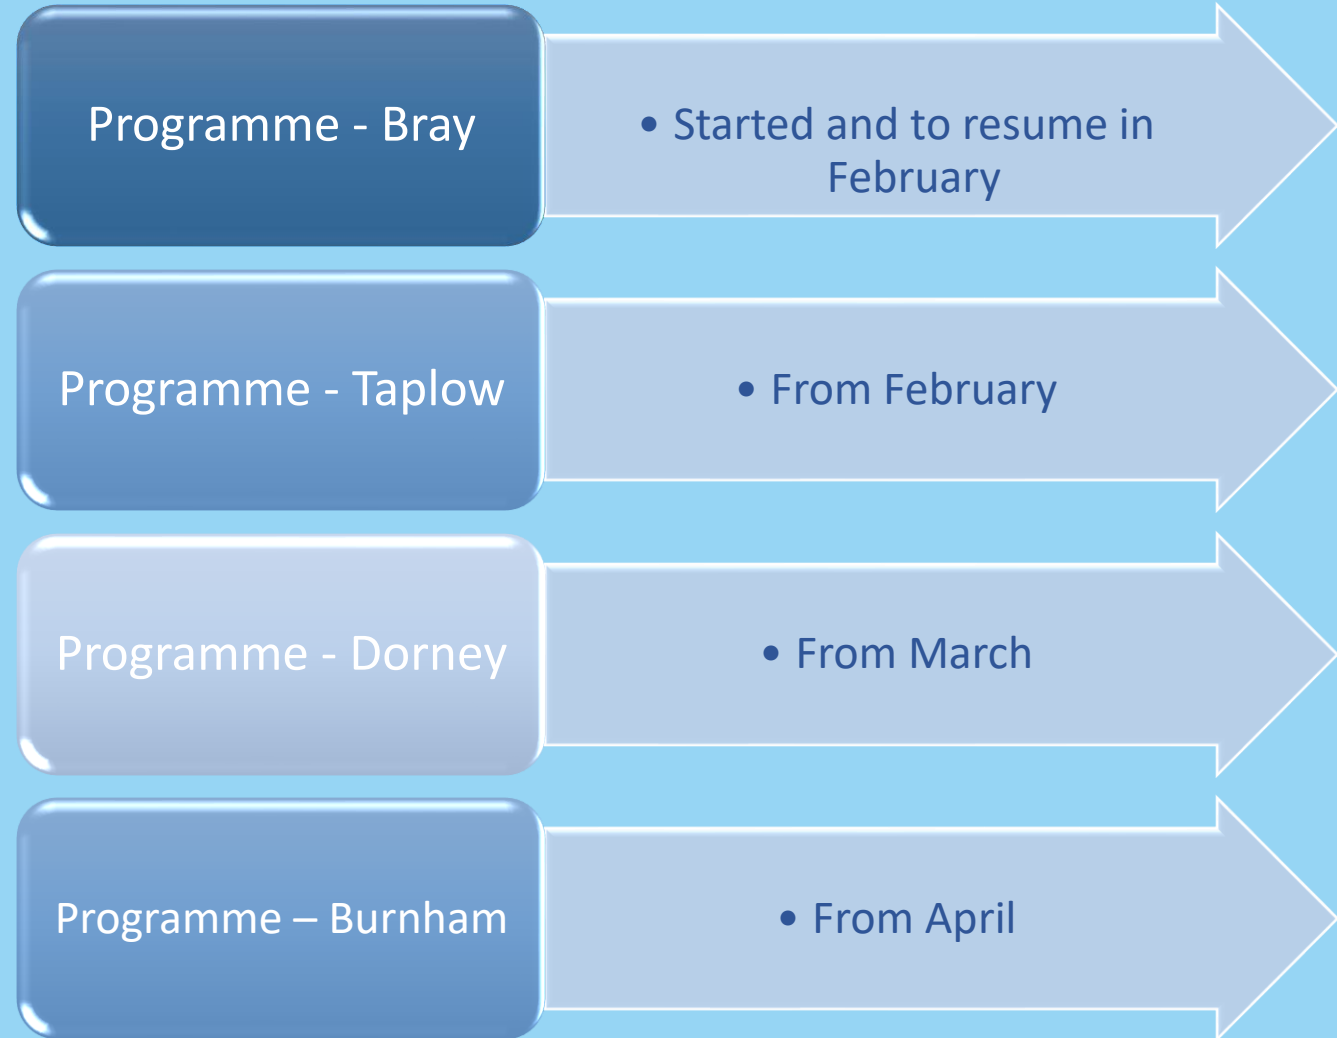 Programme - Bray
• Started and to resume in
February
Programme - Taplow
• From February
Programme - Dorney
• From March
Programme – Burnham
• From April